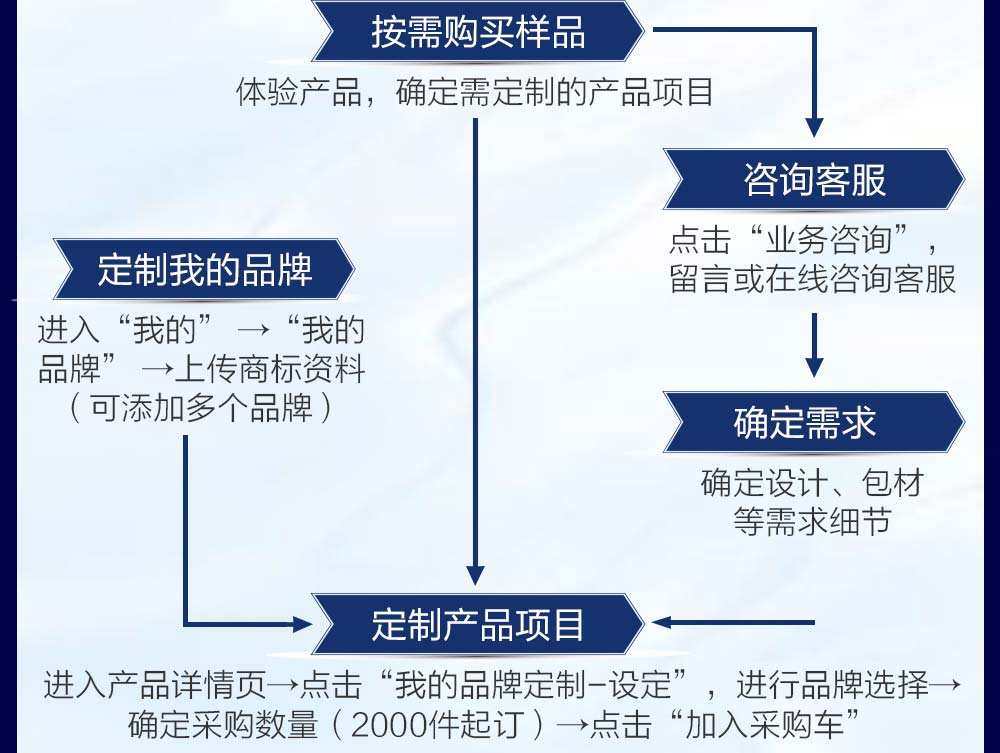 按需购买样品
体验产品，确定需定制的产品项目
咨询客服
点击“业务咨询”，
留言或在线咨询客服
定制我的品牌
进入“我的”→“我的
品牌”→上传商标资料
（可添加多个品牌）
确定需求
确定设计、包材
等需求细节
定制产品项目
进入产品详情页→点击“我的品牌定制-设定”，进行品牌选择→
确定采购数量（2000件起订）→点击“加入采购车”